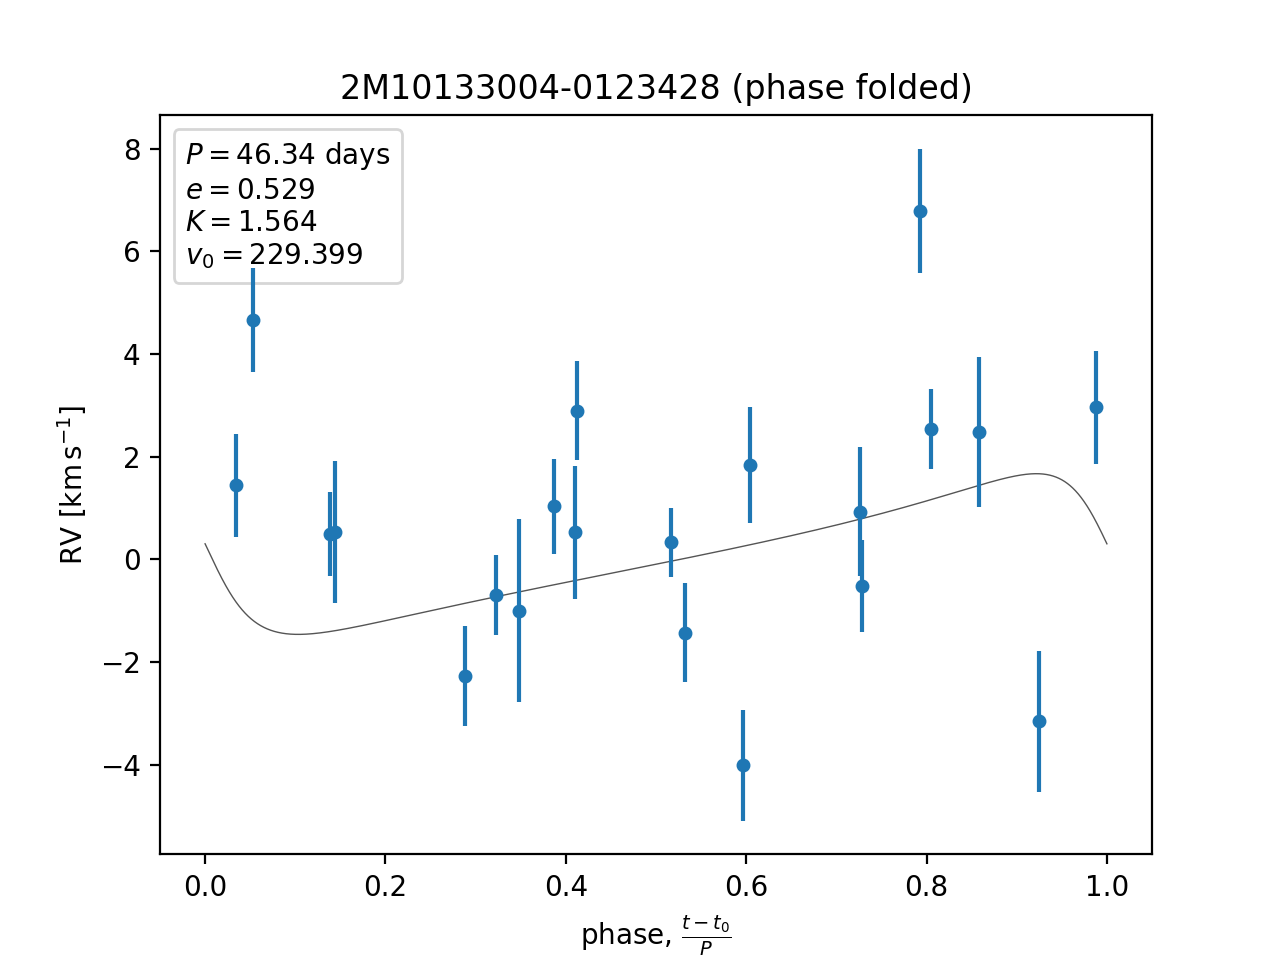 2M10133004-0123428 (phase folded)
P = 46.34 days
e = 0.529
K = 1.564
v₀ = 229.399
8
6
4
2
0
−2
−4
RV [km s⁻¹]
0.0 0.2 0.4 0.6 0.8 1.0
phase, (t − t₀)/P